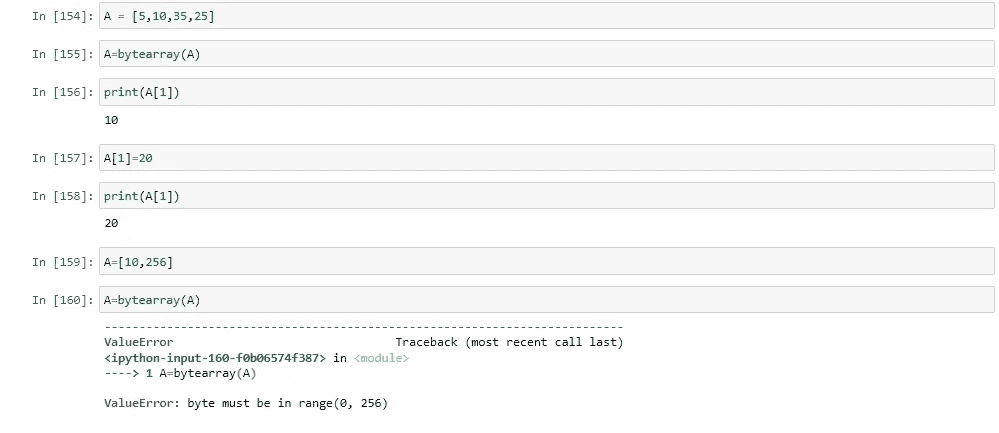 In [154]: A = [5,10,35,25]
In [155]: A=bytearray(A)
In [156]: print(A[1])
10
In [157]: A[1]=20
In [158]: print(A[1])
20
In [159]: A=[10,256]
In [160]: A=bytearray(A)
---------------------------------------------------------------------------
ValueError                                Traceback (most recent call last)
<ipython-input-160-f0b06574f387> in <module>
----> 1 A=bytearray(A)
ValueError: byte must be in range(0, 256)